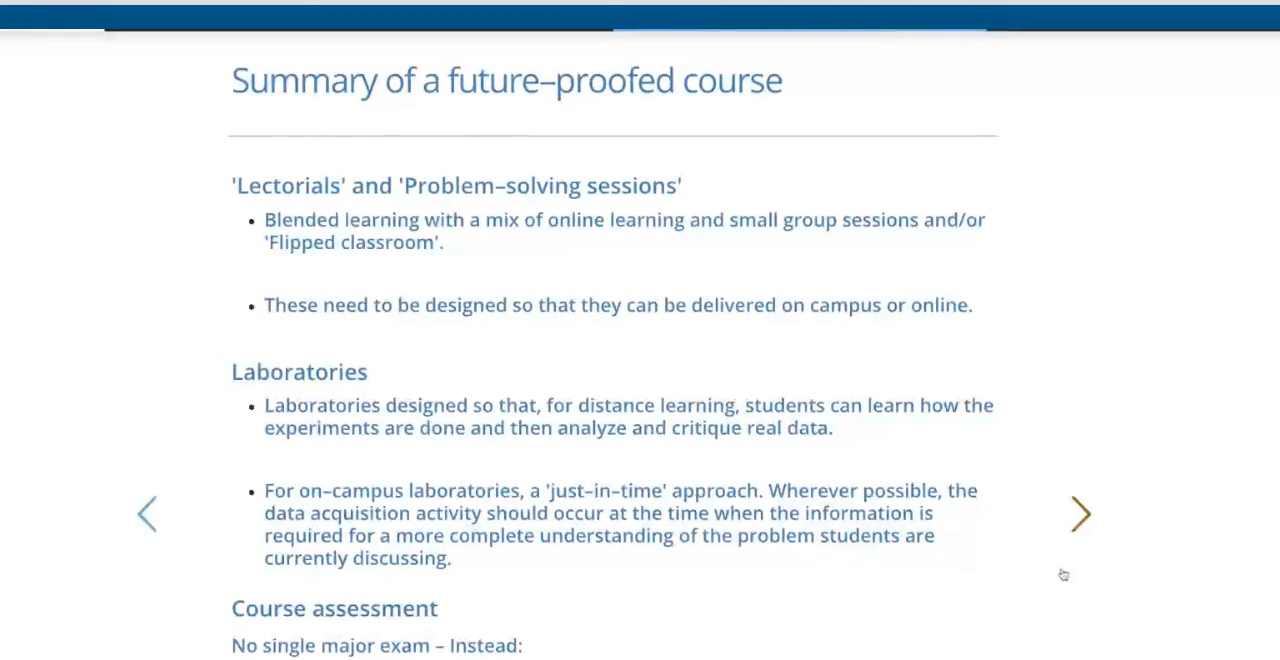 Summary of a future–proofed course
'Lectorials' and 'Problem–solving sessions'
• Blended learning with a mix of online learning and small group sessions and/or
'Flipped classroom'.
• These need to be designed so that they can be delivered on campus or online.
Laboratories
• Laboratories designed so that, for distance learning, students can learn how the
experiments are done and then analyze and critique real data.
• For on–campus laboratories, a 'just–in–time' approach. Wherever possible, the
data acquisition activity should occur at the time when the information is
required for a more complete understanding of the problem students are
currently discussing.
Course assessment
No single major exam – Instead: